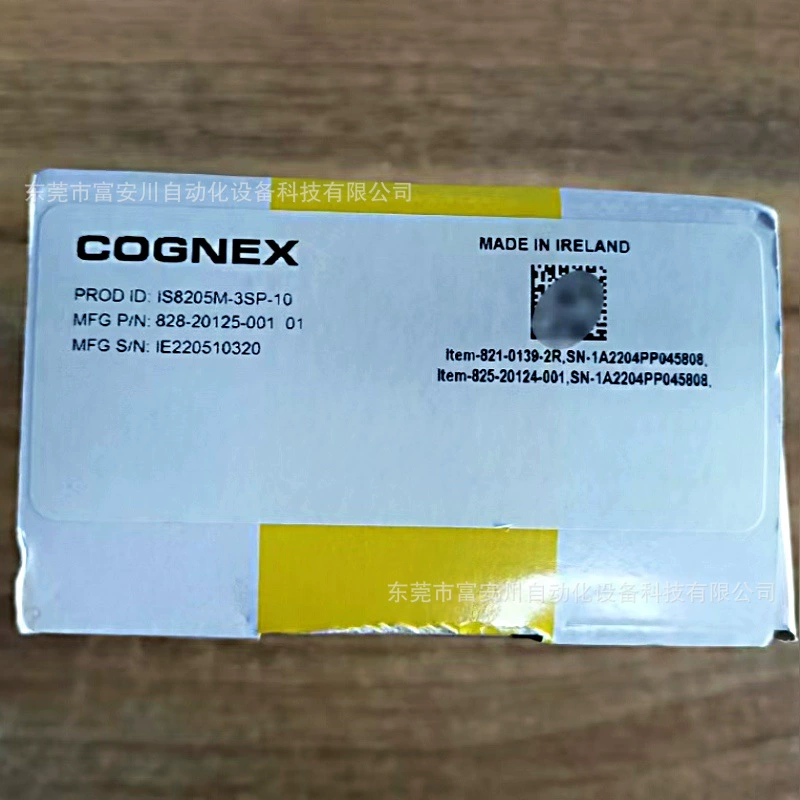 东莞市富安川自动化设备科技有限公司
COGNEX
PROD ID: IS8205M-3SP-10
MFG P/N: 828-20125-001 01
MFG S/N: IE220510320
MADE IN IRELAND
Item-821-0139-2R,SN-1A2204PP045808,
Item-825-20124-001,SN-1A2204PP045808,
东莞市富安川自动化设备科技有限公司